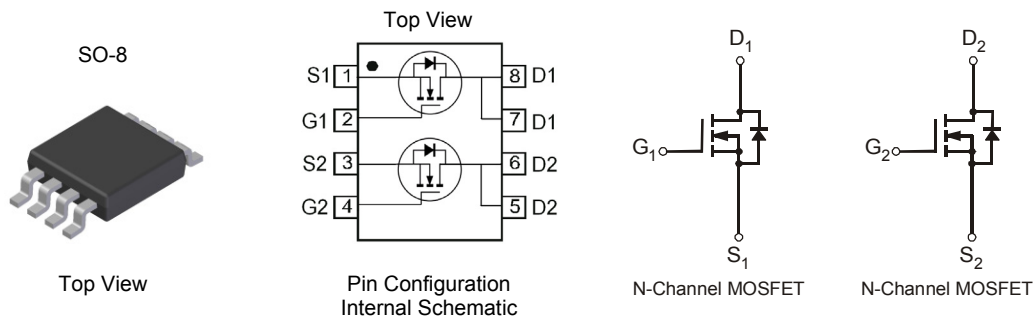 SO-8
Top View
Top View
S1 1
8 D1
G1 2
7 D1
S2 3
6 D2
G2 4
5 D2
Pin Configuration
Internal Schematic
D1
G1
S1
N-Channel MOSFET
D2
G2
S2
N-Channel MOSFET